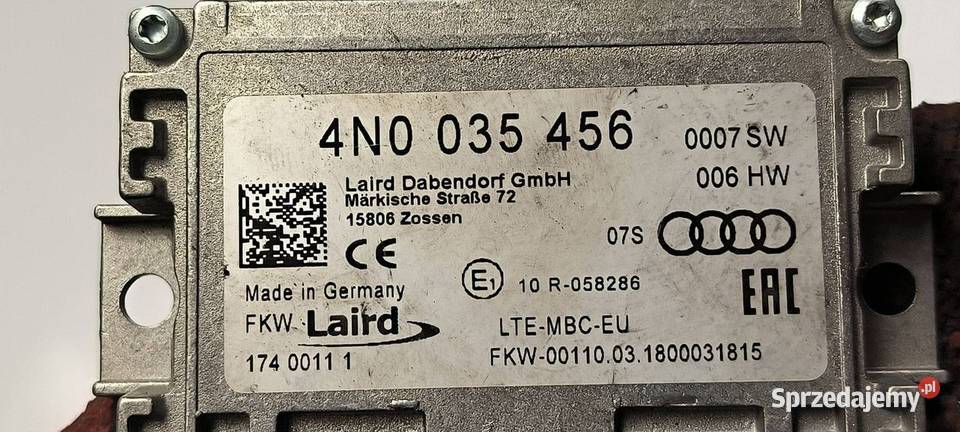 4N0 035 456
0007 SW
006 HW
Laird Dabendorf GmbH
Märkische Straße 72
15806 Zossen
07S
CE
E1
10 R-058286
EAC
Made in Germany
FKW Laird
LTE-MBC-EU
174 0011 1
FKW-00110.03.1800031815
Sprzedajemy.pl